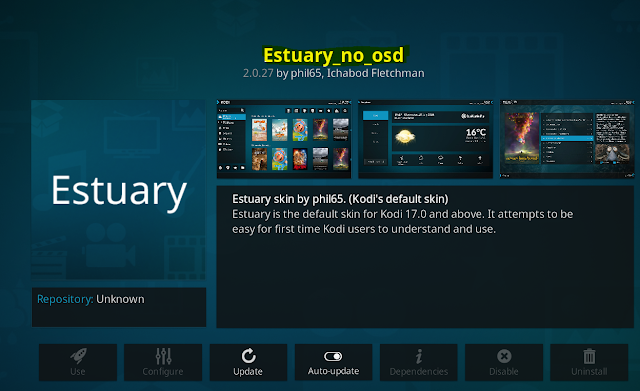 Estuary_no_osd
2.0.27 by phil65, Ichabod Fletchman
Estuary
KODI
16°C
Estuary skin by phil65. (Kodi's default skin)
Estuary is the default skin for Kodi 17.0 and above. It attempts to
be easy for first time Kodi users to understand and use.
Repository: Unknown
Use
Configure
Update
Auto-update
Dependencies
Disable
Uninstall